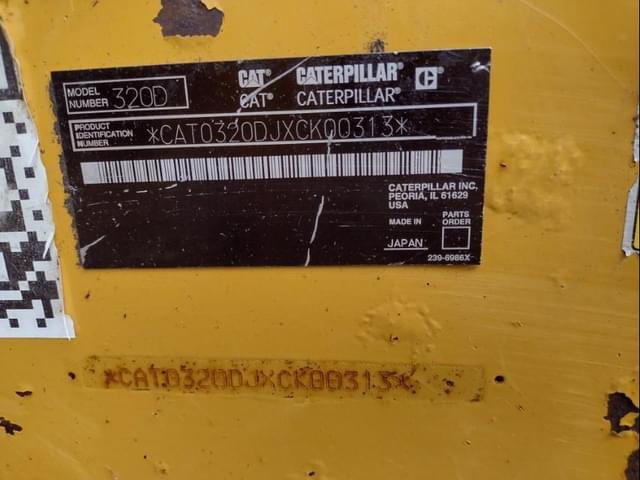 MODEL NUMBER 320D
CAT CATERPILLAR C
CAT® CATERPILLAR®
PRODUCT IDENTIFICATION NUMBER *CAT0320DJXCK00313*
CATERPILLAR INC,
PEORIA, IL 61629
USA
MADE IN
JAPAN
PARTS ORDER
239-6986X
*CAT0320DJXCK00313*